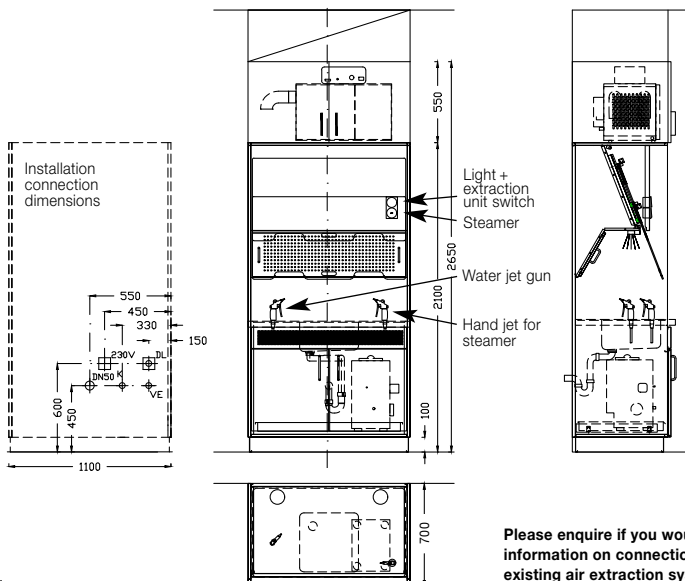 Installation
connection
dimensions
550
450
330
150
230V
DL
DN50
K
VE
600
450
1100
550
2650
2100
100
700
Light +
extraction
unit switch
Steamer
Water jet gun
Hand jet for
steamer
Please enquire if you wou
information on connectio
existing air extraction sy